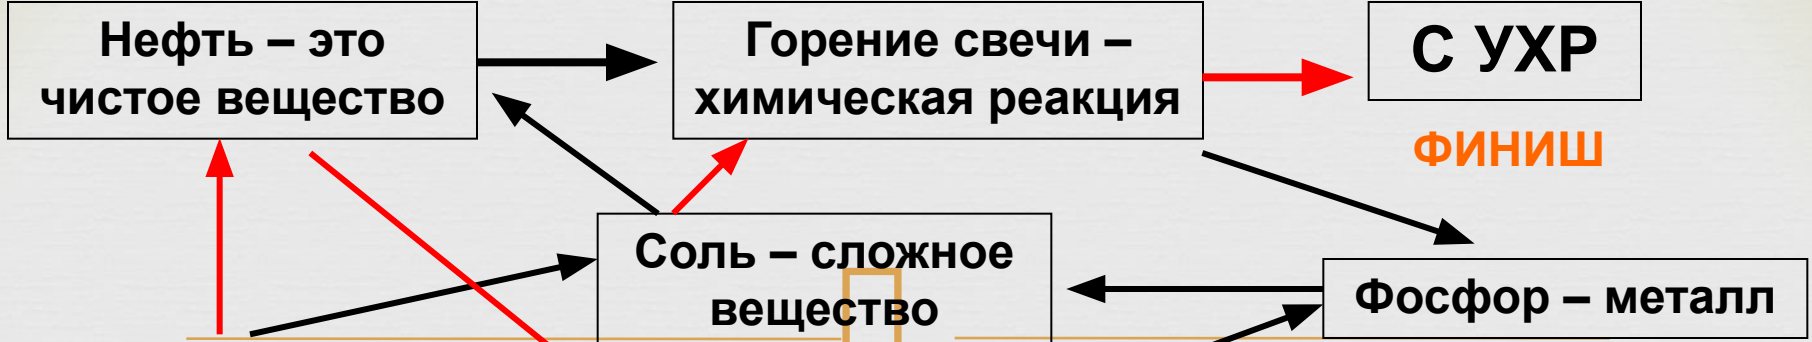 Нефть – это
чистое вещество
Горение свечи –
химическая реакция
С УХР
ФИНИШ
Соль – сложное
вещество
Фосфор – металл